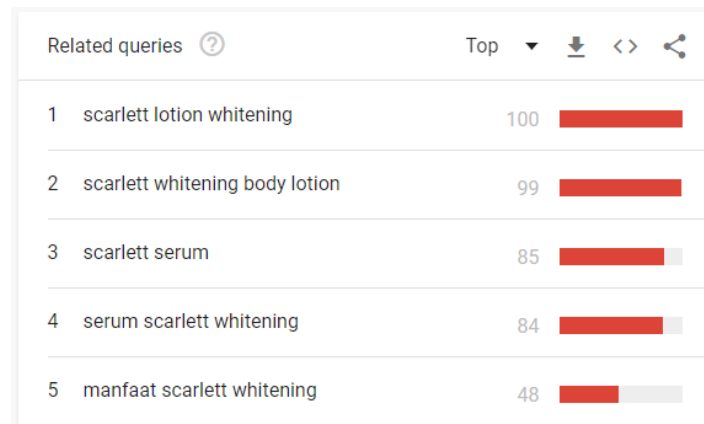 Related queries ? Top <>
1 scarlett lotion whitening 100
2 scarlett whitening body lotion 99
3 scarlett serum 85
4 serum scarlett whitening 84
5 manfaat scarlett whitening 48